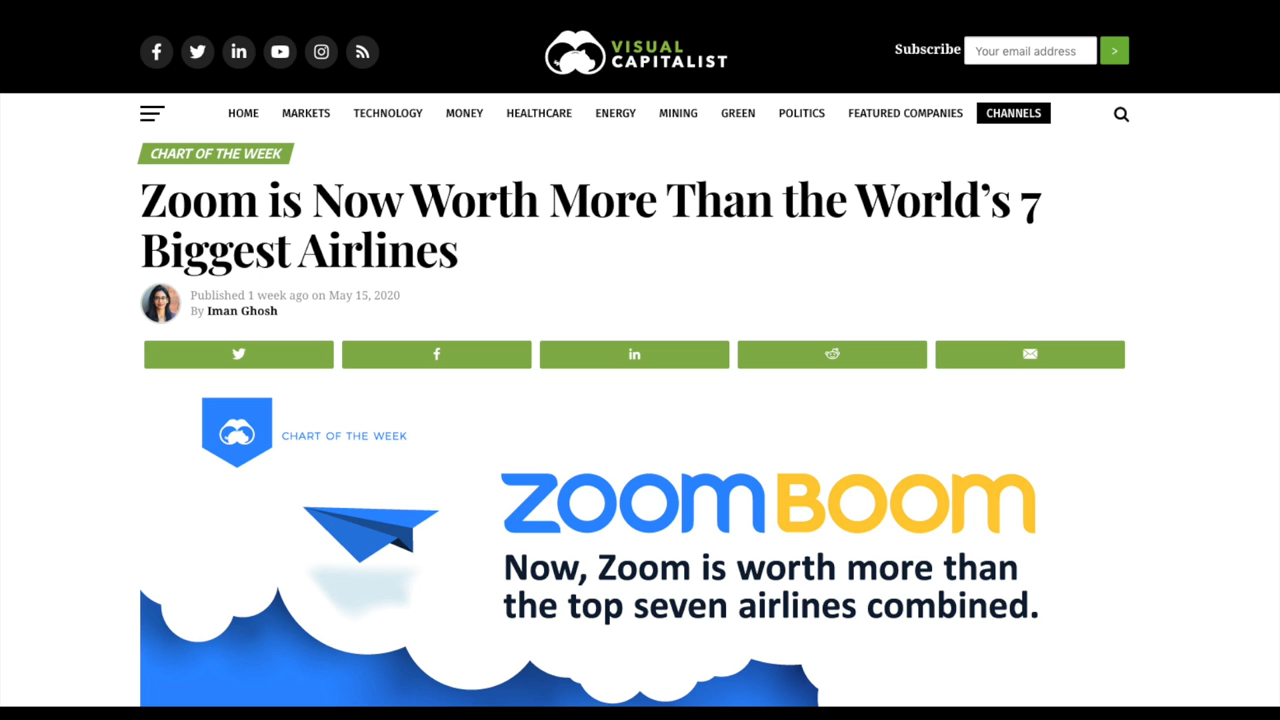 VISUAL
CAPITALIST
Subscribe Your email address >
HOME MARKETS TECHNOLOGY MONEY HEALTHCARE ENERGY MINING GREEN POLITICS FEATURED COMPANIES CHANNELS
CHART OF THE WEEK
Zoom is Now Worth More Than the World’s 7
Biggest Airlines
Published 1 week ago on May 15, 2020
By Iman Ghosh
CHART OF THE WEEK
zoom BOOM
Now, Zoom is worth more than
the top seven airlines combined.